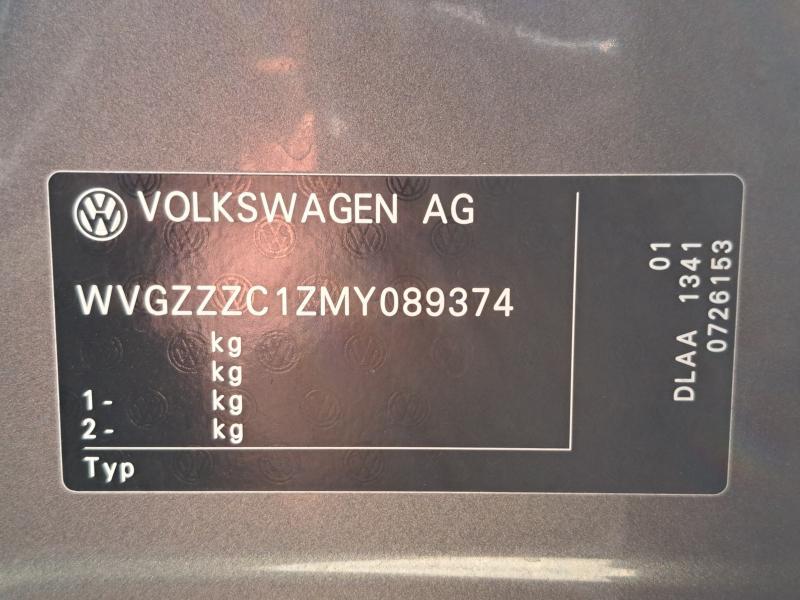 VOLKSWAGEN AG
WVGZZZC1ZMY089374
kg
kg
1- kg
2- kg
Typ
01
DLAA 1341
0726153